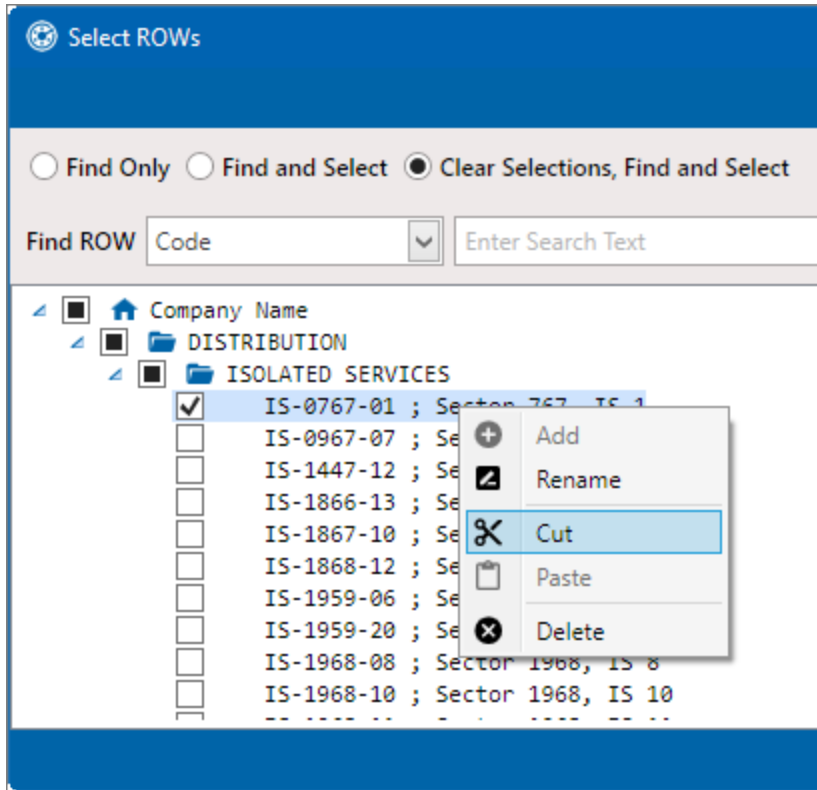 Select ROWs
Find Only Find and Select Clear Selections, Find and Select
Find ROW Code Enter Search Text
Company Name
DISTRIBUTION
ISOLATED SERVICES
IS-0767-01 ; Sector 767, IS 1
IS-0967-07 ; Se
Add
IS-1447-12 ; Se
Rename
IS-1866-13 ; Se
IS-1867-10 ; Se
Cut
IS-1868-12 ; Se
Paste
IS-1959-06 ; Se
IS-1959-20 ; Se
Delete
IS-1968-08 ; Sector 1968, IS 8
IS-1968-10 ; Sector 1968, IS 10